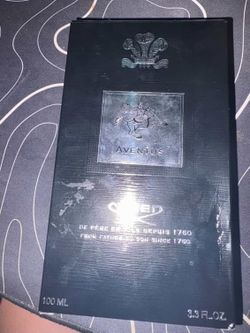 AVENTUS
CREED
DE PÈRE EN FILS DEPUIS 1760
FROM FATHER TO SON SINCE 1760
100 ML
3.3 FL.OZ.